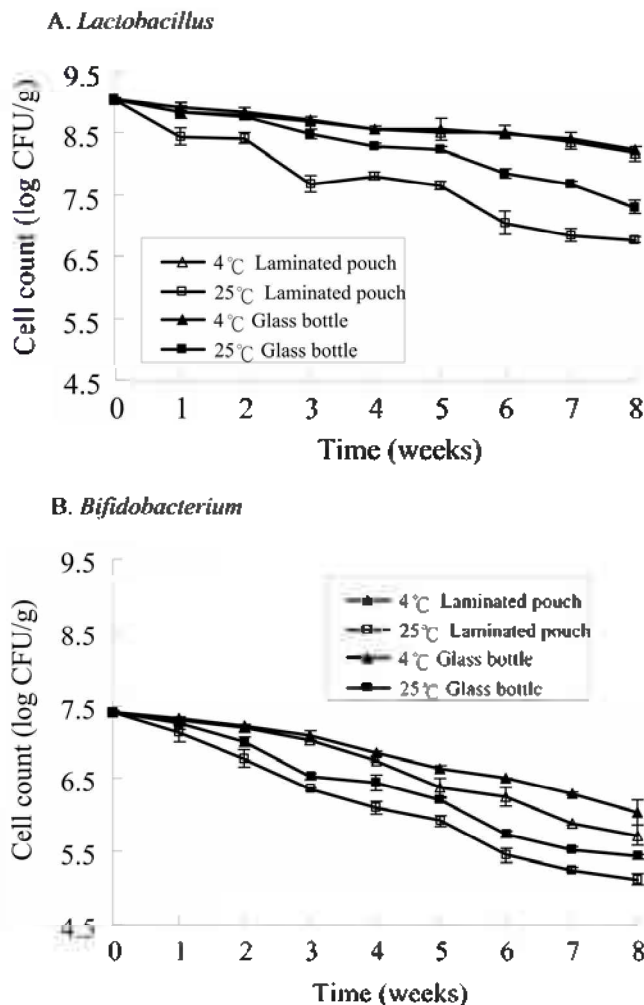 A. Lactobacillus
Cell count (log CFU/g)
9.5
8.5
7.5
6.5
4.5
4℃ Laminated pouch
25℃ Laminated pouch
4℃ Glass bottle
25℃ Glass bottle
0 1 2 3 4 5 6 7 8
Time (weeks)
B. Bifidobacterium
Cell count (log CFU/g)
9.5
8.5
7.5
6.5
5.5
4.5
4℃ Laminated pouch
25℃ Laminated pouch
4℃ Glass bottle
25℃ Glass bottle
0 1 2 3 4 5 6 7 8
Time (weeks)